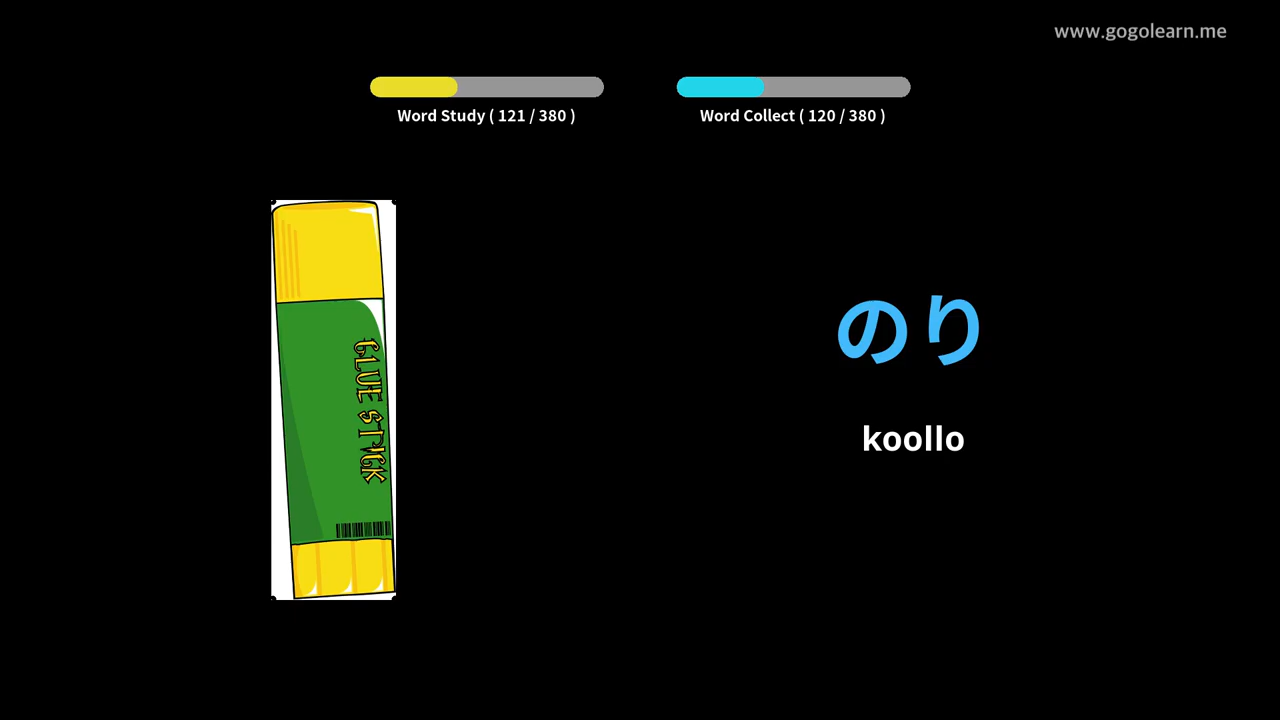 www.gogolearn.me
Word Study ( 121 / 380 )
Word Collect ( 120 / 380 )
GLUE STICK
のり
koollo